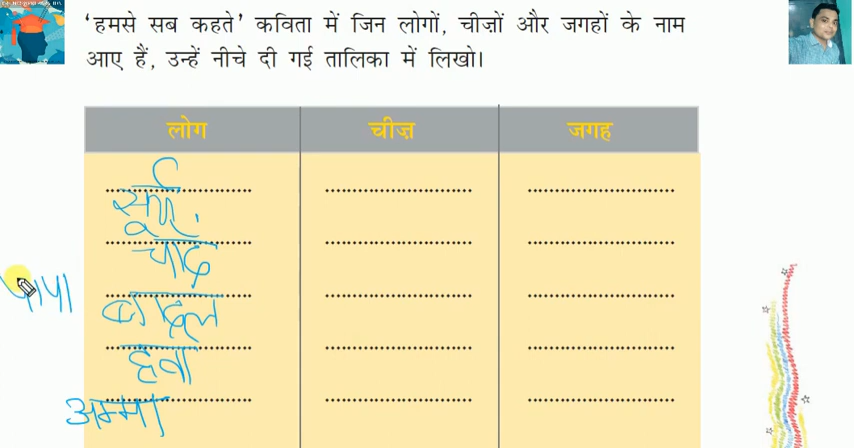 'हमसे सब कहते' कविता में जिन लोगों, चीज़ों और जगहों के नाम
आए हैं, उन्हें नीचे दी गई तालिका में लिखो।
लोग चीज़ जगह
सूर्य
चाँद
पापा बादल
हवा
अम्मा